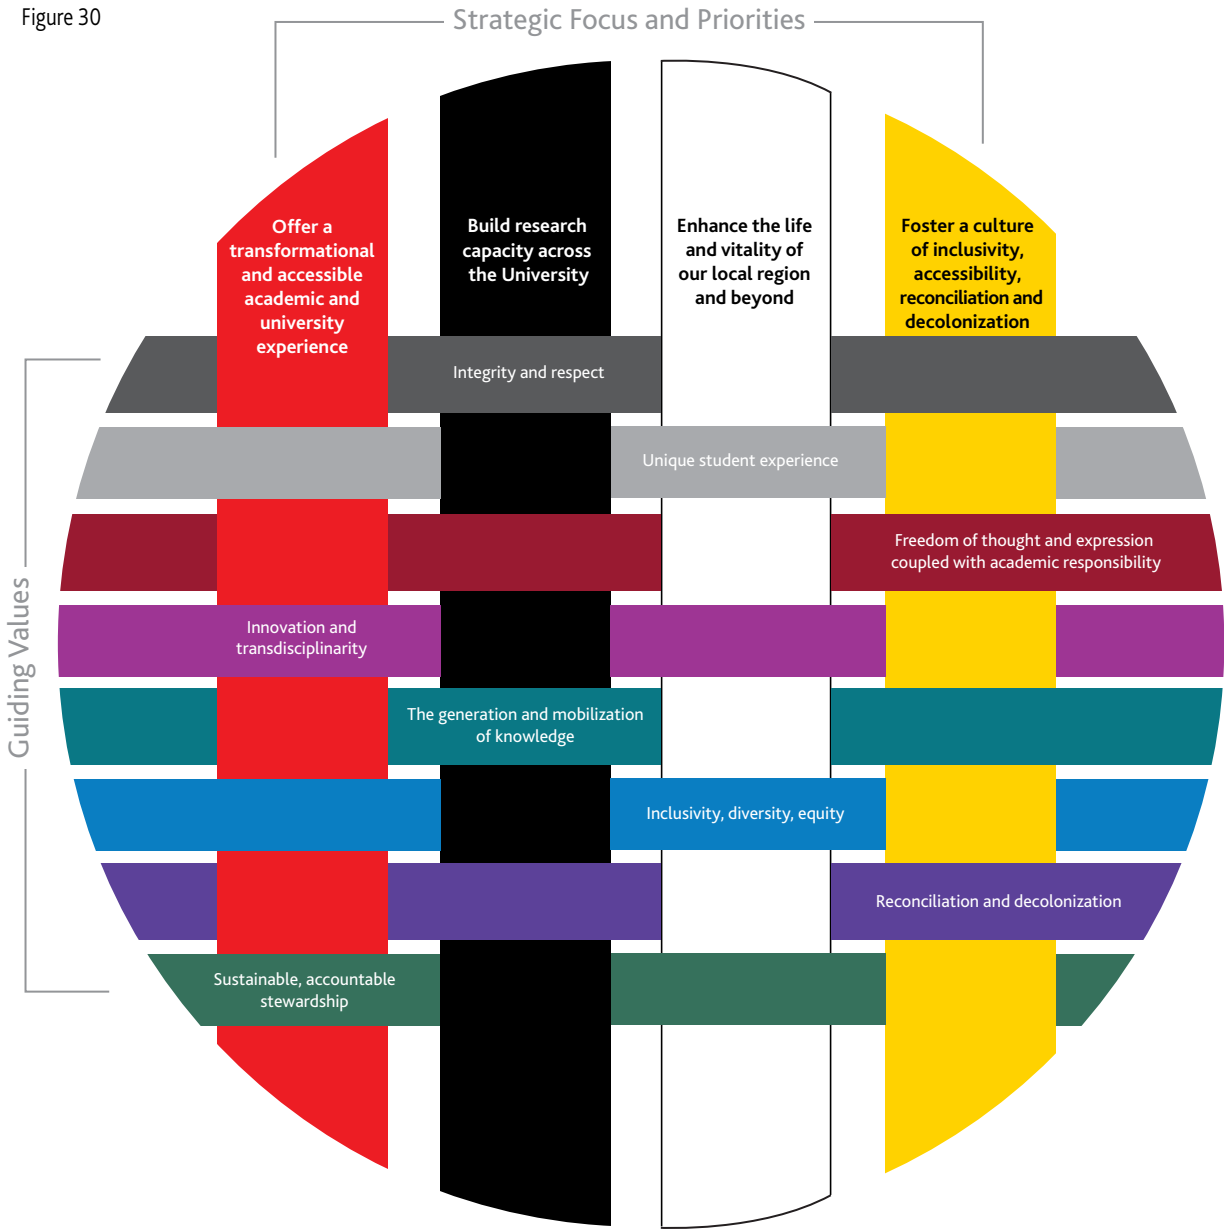 Figure 30
Strategic Focus and Priorities
Offer a
transformational
and accessible
academic and
university
experience
Build research
capacity across
the University
Enhance the life
and vitality of
our local region
and beyond
Foster a culture
of inclusivity,
accessibility,
reconciliation and
decolonization
Guiding Values
Integrity and respect
Unique student experience
Freedom of thought and expression
coupled with academic responsibility
Innovation and
transdisciplinarity
The generation and mobilization
of knowledge
Inclusivity, diversity, equity
Reconciliation and decolonization
Sustainable, accountable
stewardship